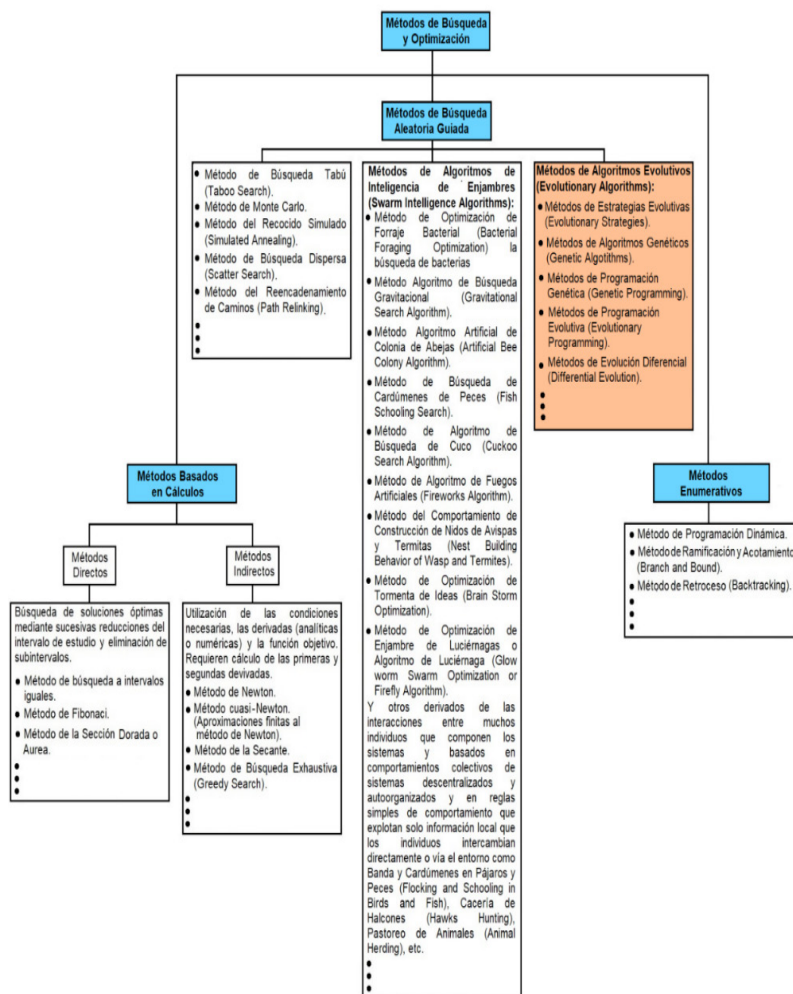 Métodos de Búsqueda
y Optimización
Métodos de Búsqueda
Aleatoria Guiada
● Método de Búsqueda Tabú
(Taboo Search).
● Método de Monte Carlo.
● Método del Recocido Simulado
(Simulated Annealing).
● Método de Búsqueda Dispersa
(Scatter Search).
● Método del Reencadenamiento
de Caminos (Path Relinking).
●
●
●
Métodos de Algoritmos de
Inteligencia de Enjambres
(Swarm Intelligence Algorithms):
● Método de Optimización de
Forraje Bacterial (Bacterial
Foraging Optimization) la
búsqueda de bacterias
● Método Algoritmo de Búsqueda
Gravitacional (Gravitational
Search Algorithm).
● Método Algoritmo Artificial de
Colonia de Abejas (Artificial Bee
Colony Algorithm).
● Método de Búsqueda de
Cardúmenes de Peces (Fish
Schooling Search).
● Método de Algoritmo de
Búsqueda de Cuco (Cuckoo
Search Algorithm).
● Método de Algoritmo de Fuegos
Artificiales (Fireworks Algorithm).
● Método del Comportamiento de
Construcción de Nidos de Avispas
y Termitas (Nest Building
Behavior of Wasp and Termites).
● Método de Optimización de
Tormenta de Ideas (Brain Storm
Optimization).
● Método de Optimización de
Enjambre de Luciérnagas o
Algoritmo de Luciérnaga (Glow
worm Swarm Optimization or
Firefly Algorithm).
Y otros derivados de las
interacciones entre muchos
individuos que componen los
sistemas y basados en
comportamientos colectivos de
sistemas descentralizados y
autoorganizados y en reglas
simples de comportamiento que
explotan solo información local que
los individuos intercambian
directamente o vía el entorno como
Banda y Cardúmenes en Pájaros y
Peces (Flocking and Schooling in
Birds and Fish), Cacería de
Halcones (Hawks Hunting),
Pastoreo de Animales (Animal
Herding), etc.
●
●
●
Métodos de Algoritmos Evolutivos
(Evolutionary Algorithms):
● Métodos de Estrategias Evolutivas
(Evolutionary Strategies).
● Métodos de Algoritmos Genéticos
(Genetic Algotithms).
● Métodos de Programación
Genética (Genetic Programming).
● Métodos de Programación
Evolutiva (Evolutionary
Programming).
● Métodos de Evolución Diferencial
(Differential Evolution).
●
●
●
Métodos Basados
en Cálculos
Métodos
Directos
Métodos
Indirectos
Búsqueda de soluciones óptimas
mediante sucesivas reducciones del
intervalo de estudio y eliminación de
subintervalos.
● Método de búsqueda a intervalos
iguales.
● Método de Fibonaci.
● Método de la Sección Dorada o
Aurea.
●
●
●
Utilización de las condiciones
necesarias, las derivadas (analíticas
o numéricas) y la función objetivo.
Requieren cálculo de las primeras y
segundas derivadas.
● Método de Newton.
● Método cuasi-Newton.
(Aproximaciones finitas al
método de Newton).
● Método de la Secante.
● Método de Búsqueda Exhaustiva
(Greedy Search).
●
●
●
Métodos
Enumerativos
● Método de Programación Dinámica.
● Método de Ramificación y Acotamiento
(Branch and Bound).
● Método de Retroceso (Backtracking).
●
●
●